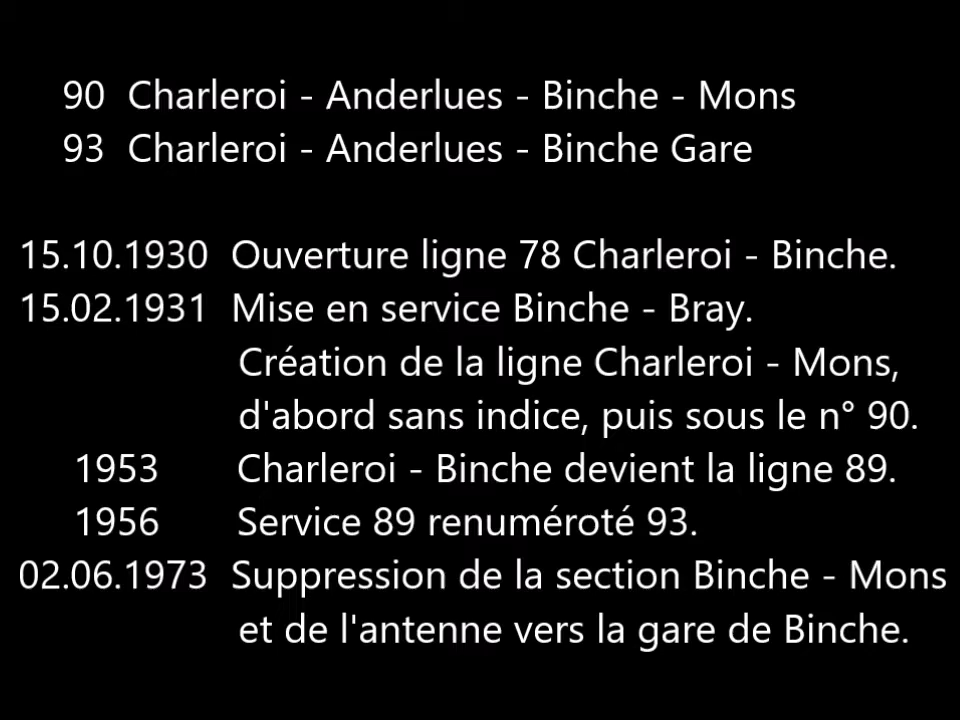 90 Charleroi - Anderlues - Binche - Mons
93 Charleroi - Anderlues - Binche Gare
15.10.1930 Ouverture ligne 78 Charleroi - Binche.
15.02.1931 Mise en service Binche - Bray.
Création de la ligne Charleroi - Mons,
d'abord sans indice, puis sous le n° 90.
1953 Charleroi - Binche devient la ligne 89.
1956 Service 89 renuméroté 93.
02.06.1973 Suppression de la section Binche - Mons
et de l'antenne vers la gare de Binche.